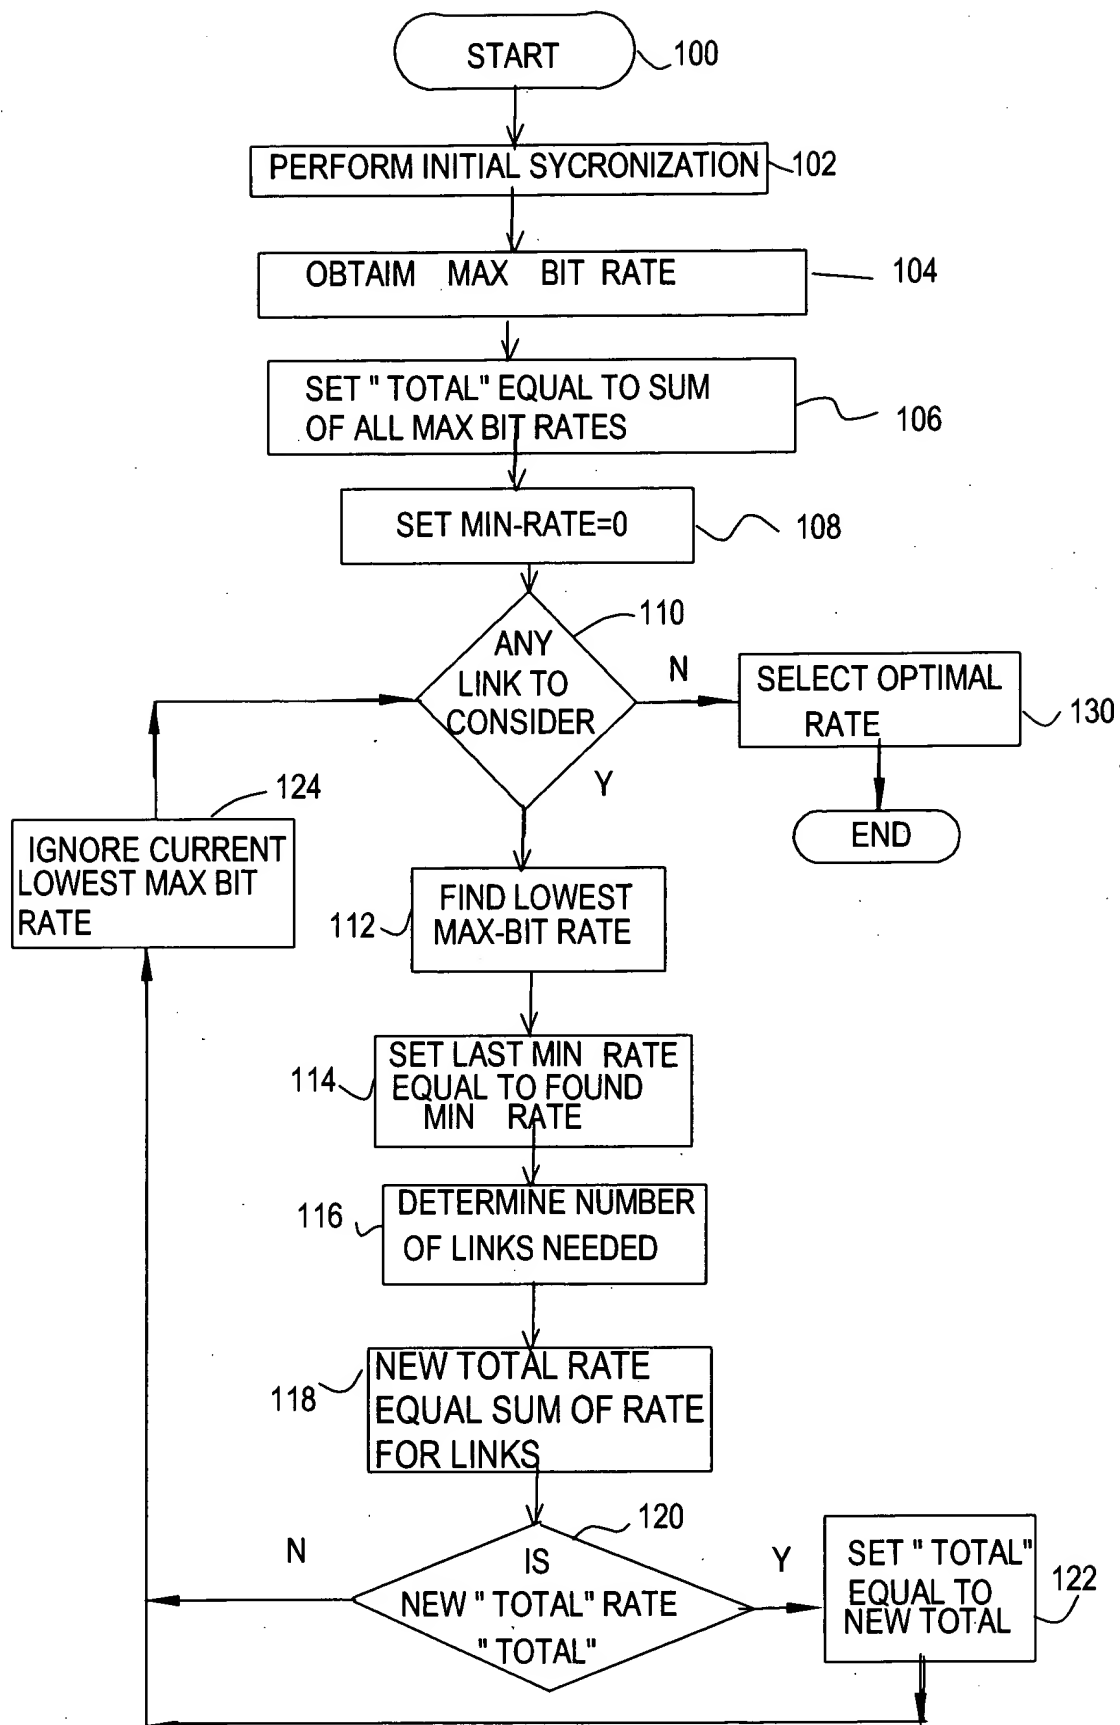 START
100
PERFORM INITIAL SYCRONIZATION
102
OBTAIM MAX BIT RATE
104
SET " TOTAL" EQUAL TO SUM
OF ALL MAX BIT RATES
106
SET MIN-RATE=0
108
110
ANY
LINK TO
CONSIDER
N
SELECT OPTIMAL
RATE
130
Y
END
124
IGNORE CURRENT
LOWEST MAX BIT
RATE
FIND LOWEST
MAX-BIT RATE
112
SET LAST MIN RATE
EQUAL TO FOUND
MIN RATE
114
DETERMINE NUMBER
OF LINKS NEEDED
116
NEW TOTAL RATE
EQUAL SUM OF RATE
FOR LINKS
118
120
N
IS
NEW " TOTAL" RATE
"TOTAL"
Y
SET " TOTAL"
EQUAL TO
NEW TOTAL
122